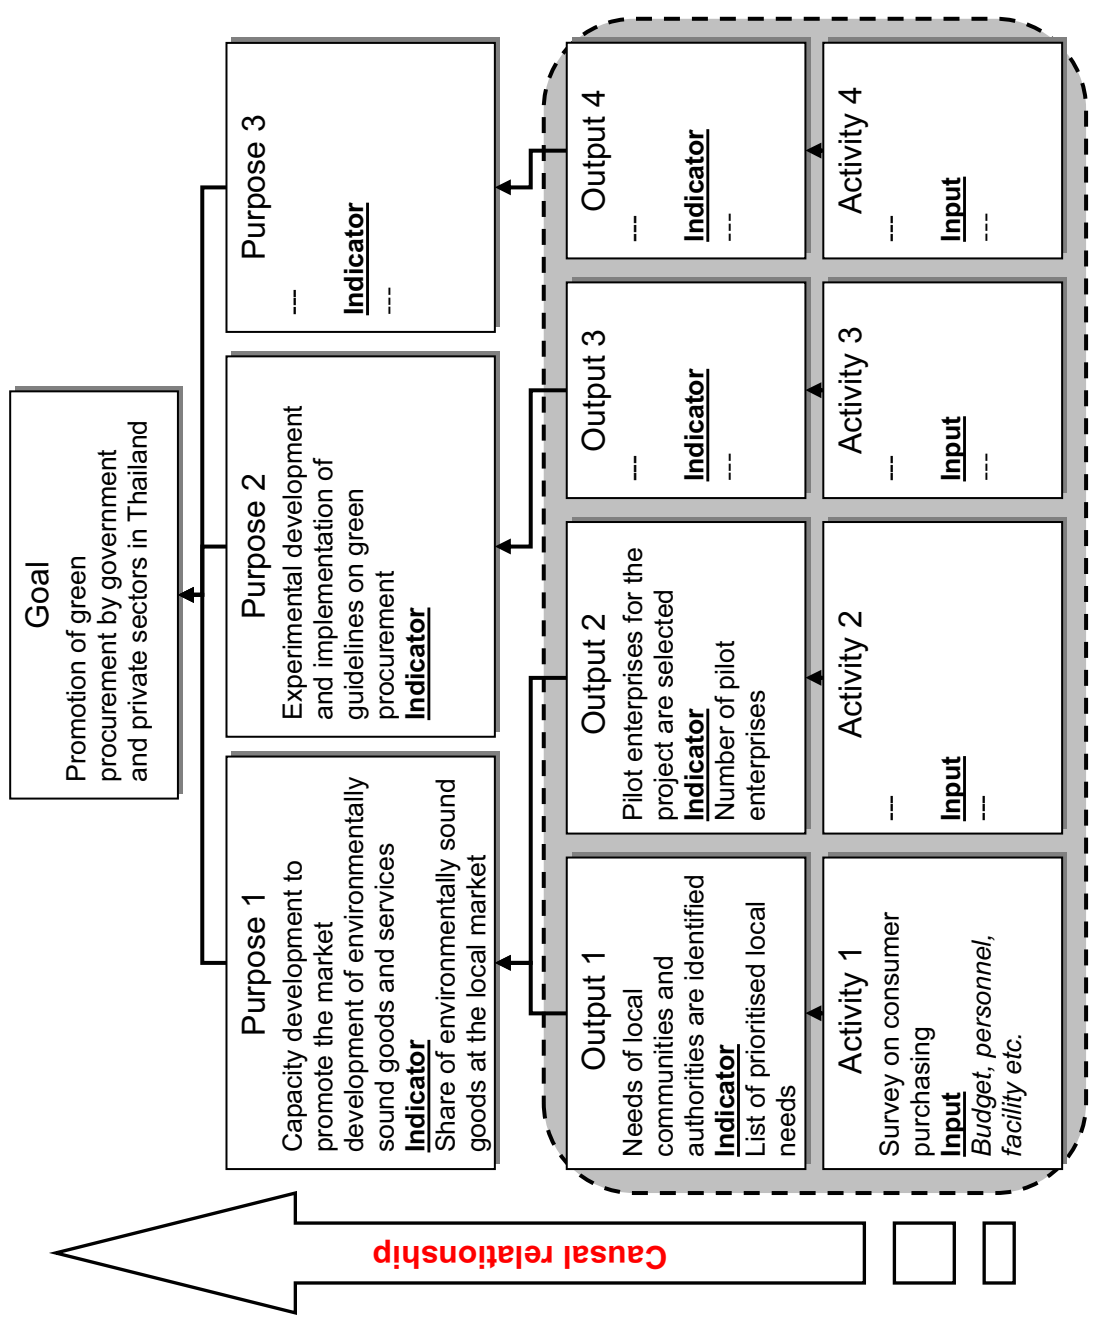 Goal
Promotion of green
procurement by government
and private sectors in Thailand
Purpose 1
Capacity development to
promote the market
development of environmentally
sound goods and services
Indicator
Share of environmentally sound
goods at the local market
Purpose 2
Experimental development
and implementation of
guidelines on green
procurement
Indicator
Purpose 3
---
Indicator
---
Output 1
Needs of local
communities and
authorities are identified
Indicator
List of prioritised local
needs
Output 2
Pilot enterprises for the
project are selected
Indicator
Number of pilot
enterprises
Output 3
---
Indicator
---
Output 4
---
Indicator
---
Activity 1
Survey on consumer
purchasing
Input
Budget, personnel,
facility etc.
Activity 2
---
Input
---
Activity 3
---
Input
---
Activity 4
---
Input
---
Causal relationship